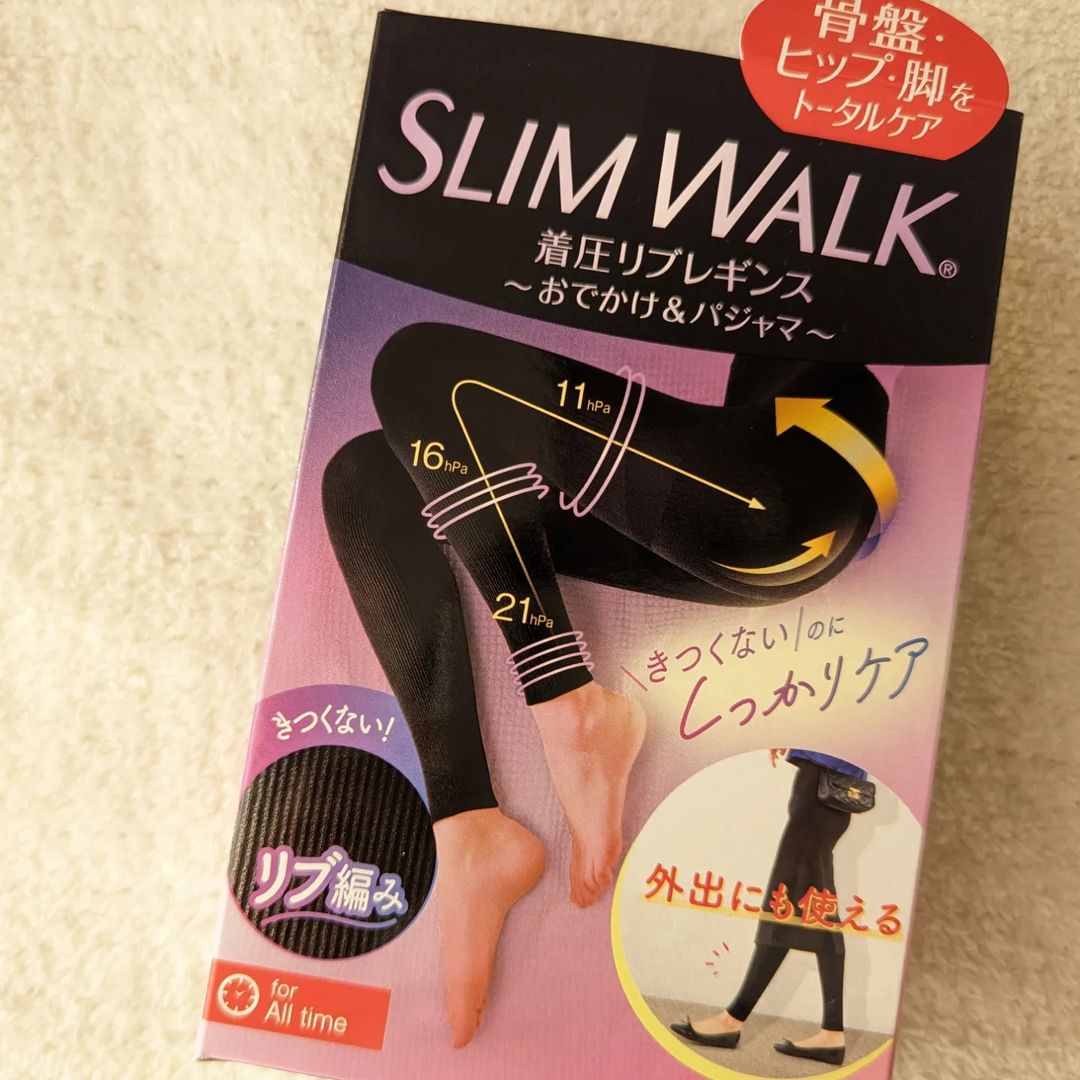 骨盤・
ヒップ・脚を
トータルケア
SLIM WALK®
着圧リブレギンス
～おでかけ&パジャマ～
11hPa
16hPa
21hPa
\きつくない/のに
しっかりケア
きつくない!
リブ編み
外出にも使える
for
All time